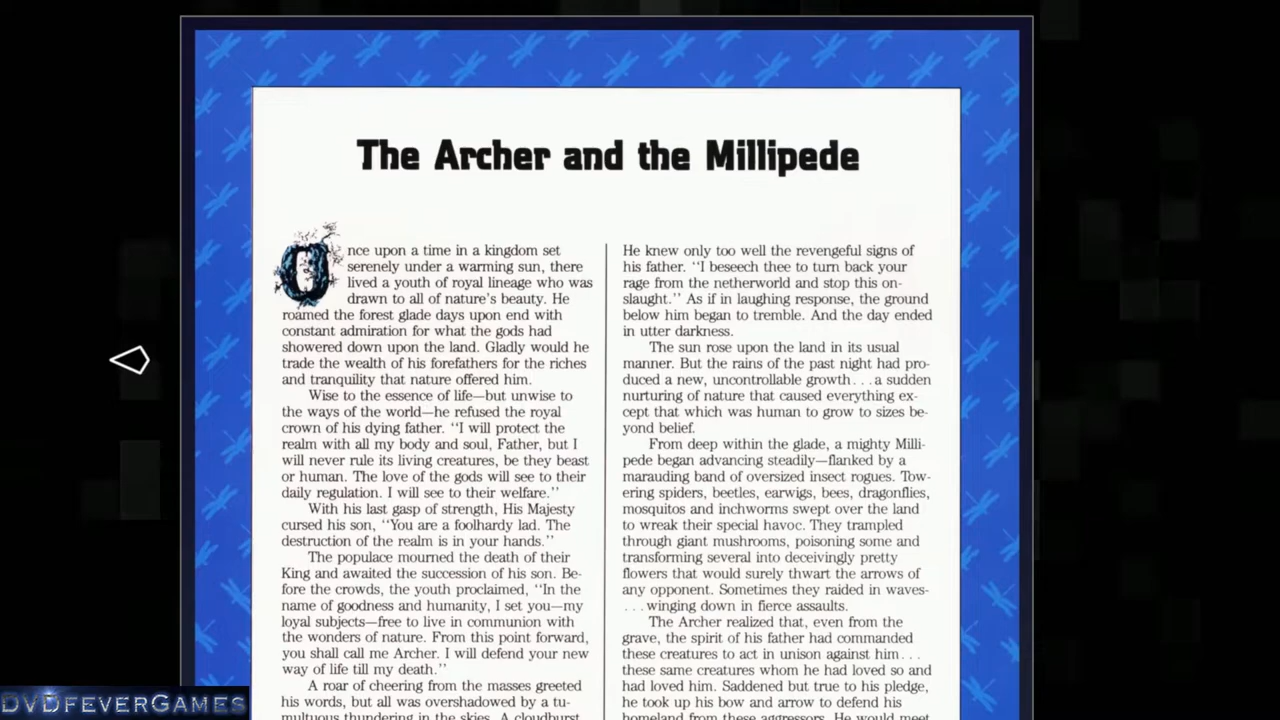 The Archer and the Millipede
Once upon a time in a kingdom set
serenely under a warming sun, there
lived a youth of royal lineage who was
drawn to all of nature's beauty. He
roamed the forest glade days upon end with
constant admiration for what the gods had
showered down upon the land. Gladly would he
trade the wealth of his forefathers for the riches
and tranquility that nature offered him.
Wise to the essence of life—but unwise to
the ways of the world—he refused the royal
crown of his dying father. "I will protect the
realm with all my body and soul, Father, but I
will never rule its living creatures, be they beast
or human. The love of the gods will see to their
daily regulation. I will see to their welfare."
With his last gasp of strength, His Majesty
cursed his son, "You are a foolhardy lad. The
destruction of the realm is in your hands."
The populace mourned the death of their
King and awaited the succession of his son. Be-
fore the crowds, the youth proclaimed, "In the
name of goodness and humanity, I set you—my
loyal subjects—free to live in communion with
the wonders of nature. From this point forward,
you shall call me Archer. I will defend your new
way of life till my death."
A roar of cheering from the masses greeted
his words, but all was overshadowed by a tu-
multuous thundering in the skies. A cloudburst
He knew only too well the revengeful signs of
his father. "I beseech thee to turn back your
rage from the netherworld and stop this on-
slaught." As if in laughing response, the ground
below him began to tremble. And the day ended
in utter darkness.
The sun rose upon the land in its usual
manner. But the rains of the past night had pro-
duced a new, uncontrollable growth...a sudden
nurturing of nature that caused everything ex-
cept that which was human to grow to sizes be-
yond belief.
From deep within the glade, a mighty Milli-
pede began advancing steadily—flanked by a
marauding band of oversized insect rogues. Tow-
ering spiders, beetles, earwigs, bees, dragonflies,
mosquitos and inchworms swept over the land
to wreak their special havoc. They trampled
through giant mushrooms, poisoning some and
transforming several into deceivingly pretty
flowers that would surely thwart the arrows of
any opponent. Sometimes they raided in waves-
...winging down in fierce assaults.
The Archer realized that, even from the
grave, the spirit of his father had commanded
these creatures to act in unison against him...
these same creatures whom he had loved so and
had loved him. Saddened but true to his pledge,
he took up his bow and arrow to defend his
homeland from these aggressors. He would meet
DVDFEVERGAMES